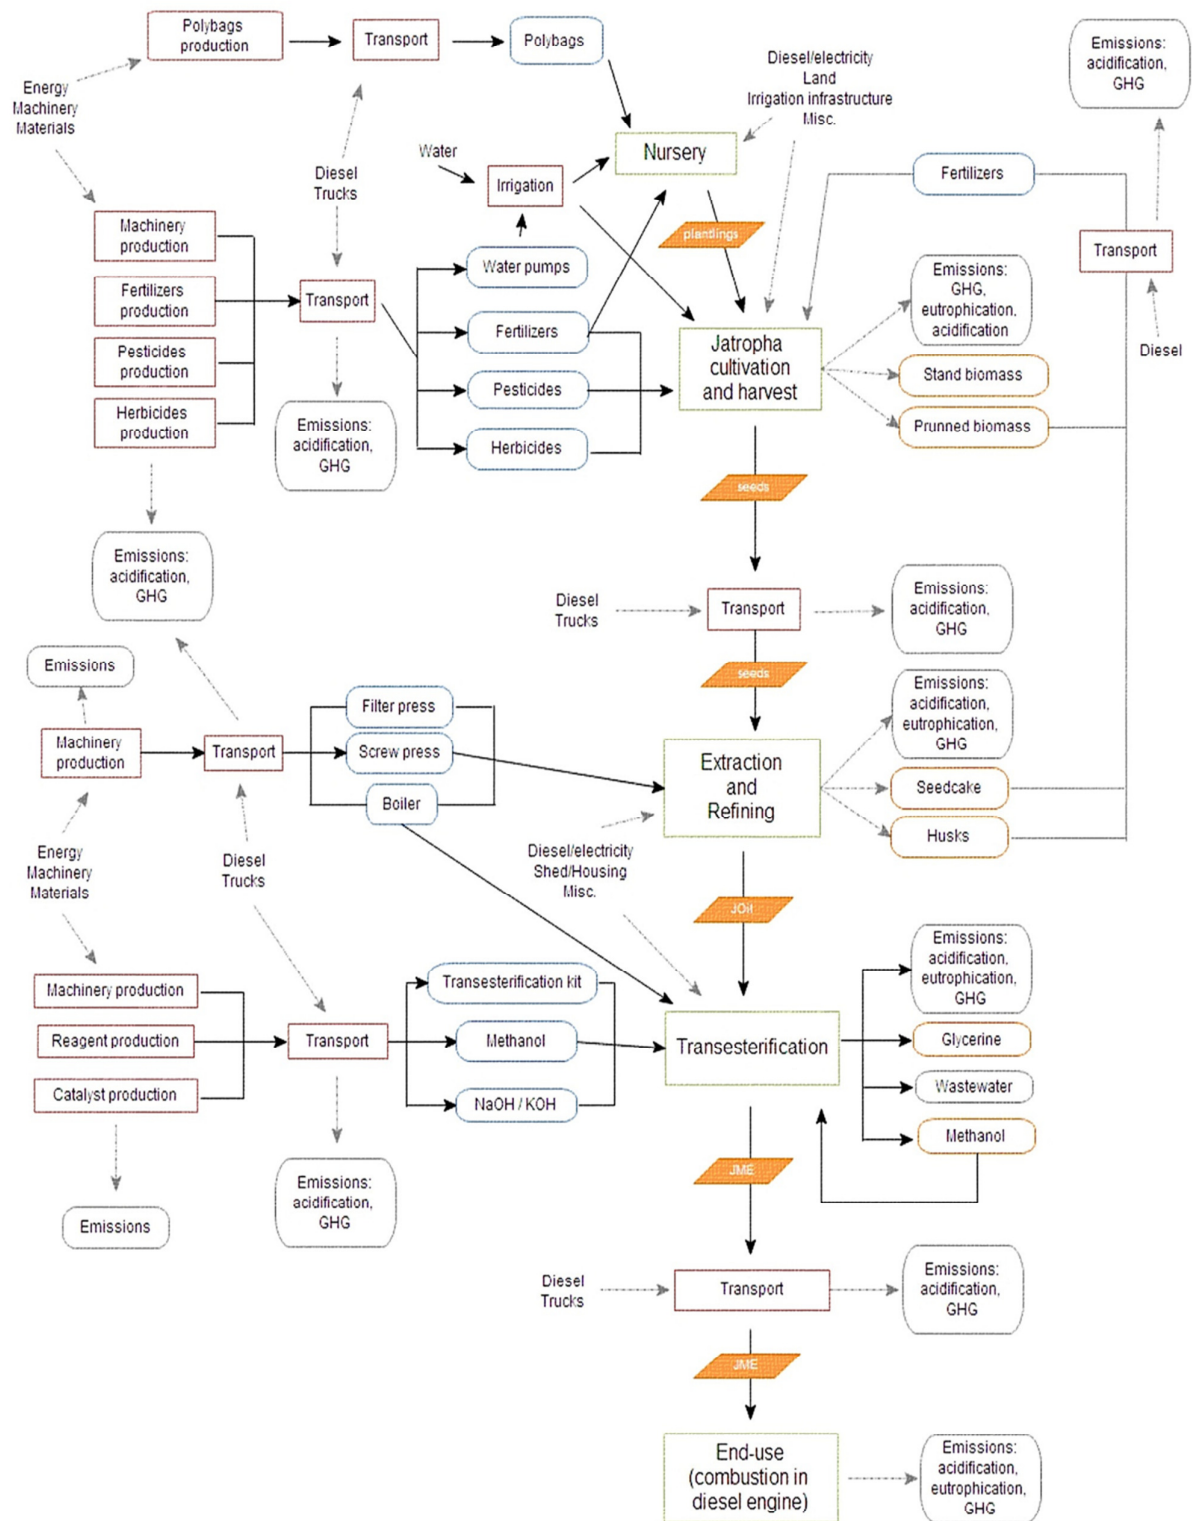 Polybags
production
Transport
Polybags
Diesel/electricity
Land
Irrigation infrastructure
Misc.
Emissions:
acidification,
GHG
Energy
Machinery
Materials
Water
Nursery
Diesel
Trucks
Irrigation
Fertilizers
plantlings
Machinery
production
Transport
Water pumps
Emissions:
GHG,
eutrophication,
acidification
Fertilizers
production
Transport
Fertilizers
Jatropha
cultivation
and harvest
Diesel
Pesticides
production
Pesticides
Stand biomass
Herbicides
production
Emissions:
acidification,
GHG
Herbicides
Prunned biomass
seeds
Emissions:
acidification,
GHG
Diesel
Trucks
Transport
Emissions:
acidification,
GHG
Emissions
seeds
Emissions:
acidification,
eutrophication,
GHG
Filter press
Machinery
production
Transport
Screw press
Extraction
and
Refining
Seedcake
Boiler
Husks
Energy
Machinery
Materials
Diesel
Trucks
Diesel/electricity
Shed/Housing
Misc.
JOil
Emissions:
acidification,
eutrophication,
GHG
Machinery production
Transesterification kit
Reagent production
Transport
Methanol
Transesterification
Glycerine
Wastewater
Catalyst production
NaOH / KOH
Methanol
JME
Emissions:
acidification,
GHG
Emissions
Diesel
Trucks
Transport
Emissions:
acidification,
GHG
JME
End-use
(combustion in
diesel engine)
Emissions:
acidification,
eutrophication,
GHG